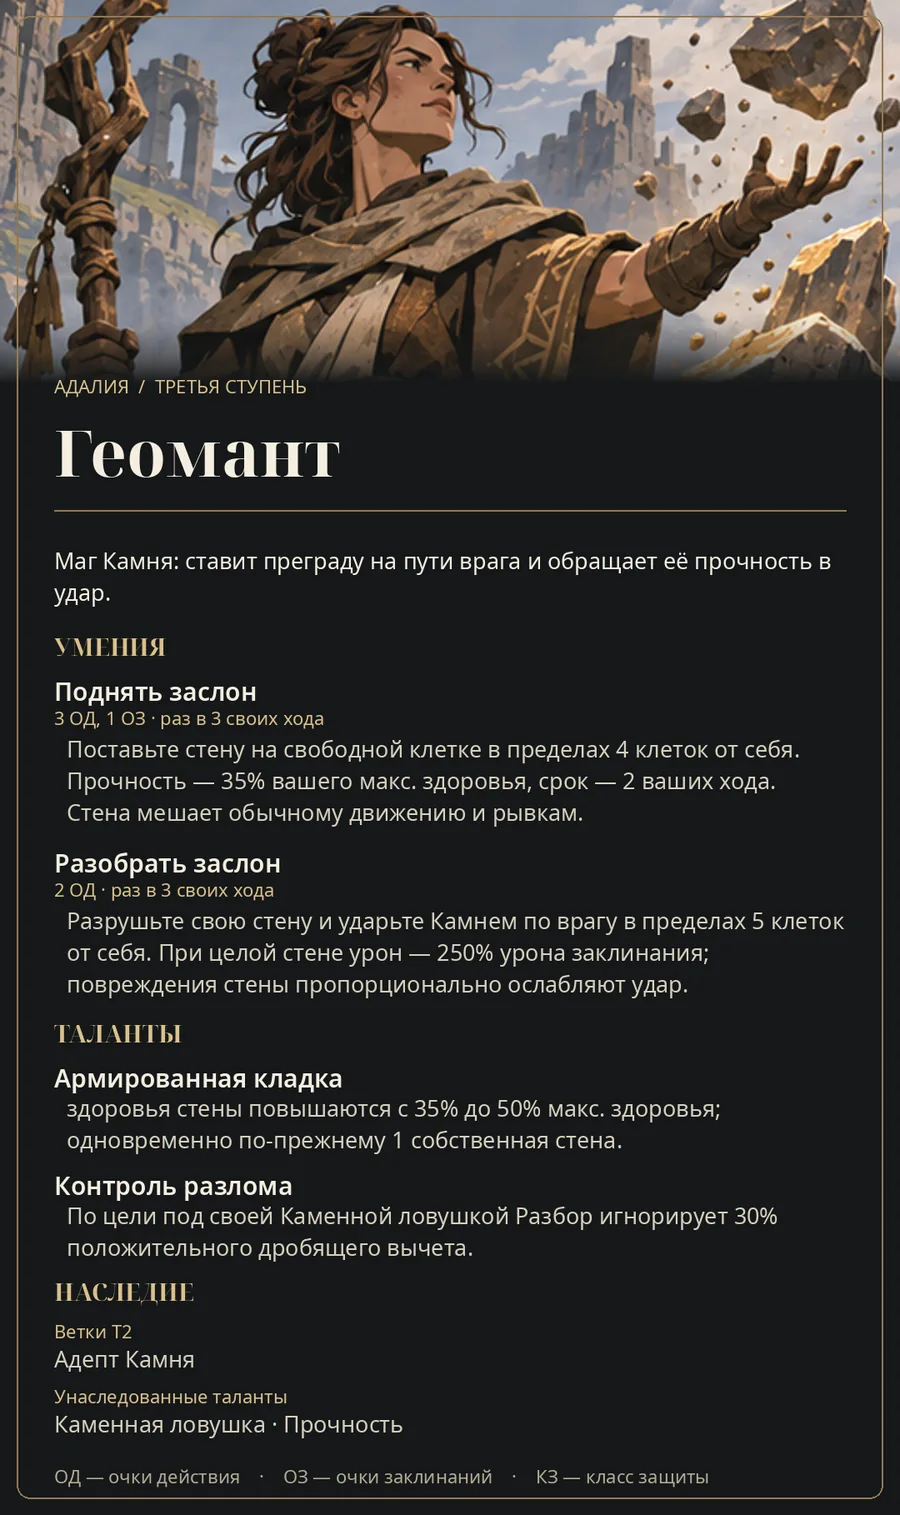 АДАЛИЯ / ТРЕТЬЯ СТУПЕНЬ
Геомант
Маг Камня: ставит преграду на пути врага и обращает её прочность в
удар.
УМЕНИЯ
Поднять заслон
3 ОД, 1 ОЗ · раз в 3 своих хода
Поставьте стену на свободной клетке в пределах 4 клеток от себя.
Прочность — 35% вашего макс. здоровья, срок — 2 ваших хода.
Стена мешает обычному движению и рывкам.
Разобрать заслон
2 ОД · раз в 3 своих хода
Разрушьте свою стену и ударьте Камнем по врагу в пределах 5 клеток
от себя. При целой стене урон — 250% урона заклинания;
повреждения стены пропорционально ослабляют удар.
ТАЛАНТЫ
Армированная кладка
здоровья стены повышаются с 35% до 50% макс. здоровья;
одновременно по-прежнему 1 собственная стена.
Контроль разлома
По цели под своей Каменной ловушкой Разбор игнорирует 30%
положительного дробящего вычета.
НАСЛЕДИЕ
Ветки Т2
Адепт Камня
Унаследованные таланты
Каменная ловушка · Прочность
ОД — очки действия · ОЗ — очки заклинаний · КЗ — класс защиты